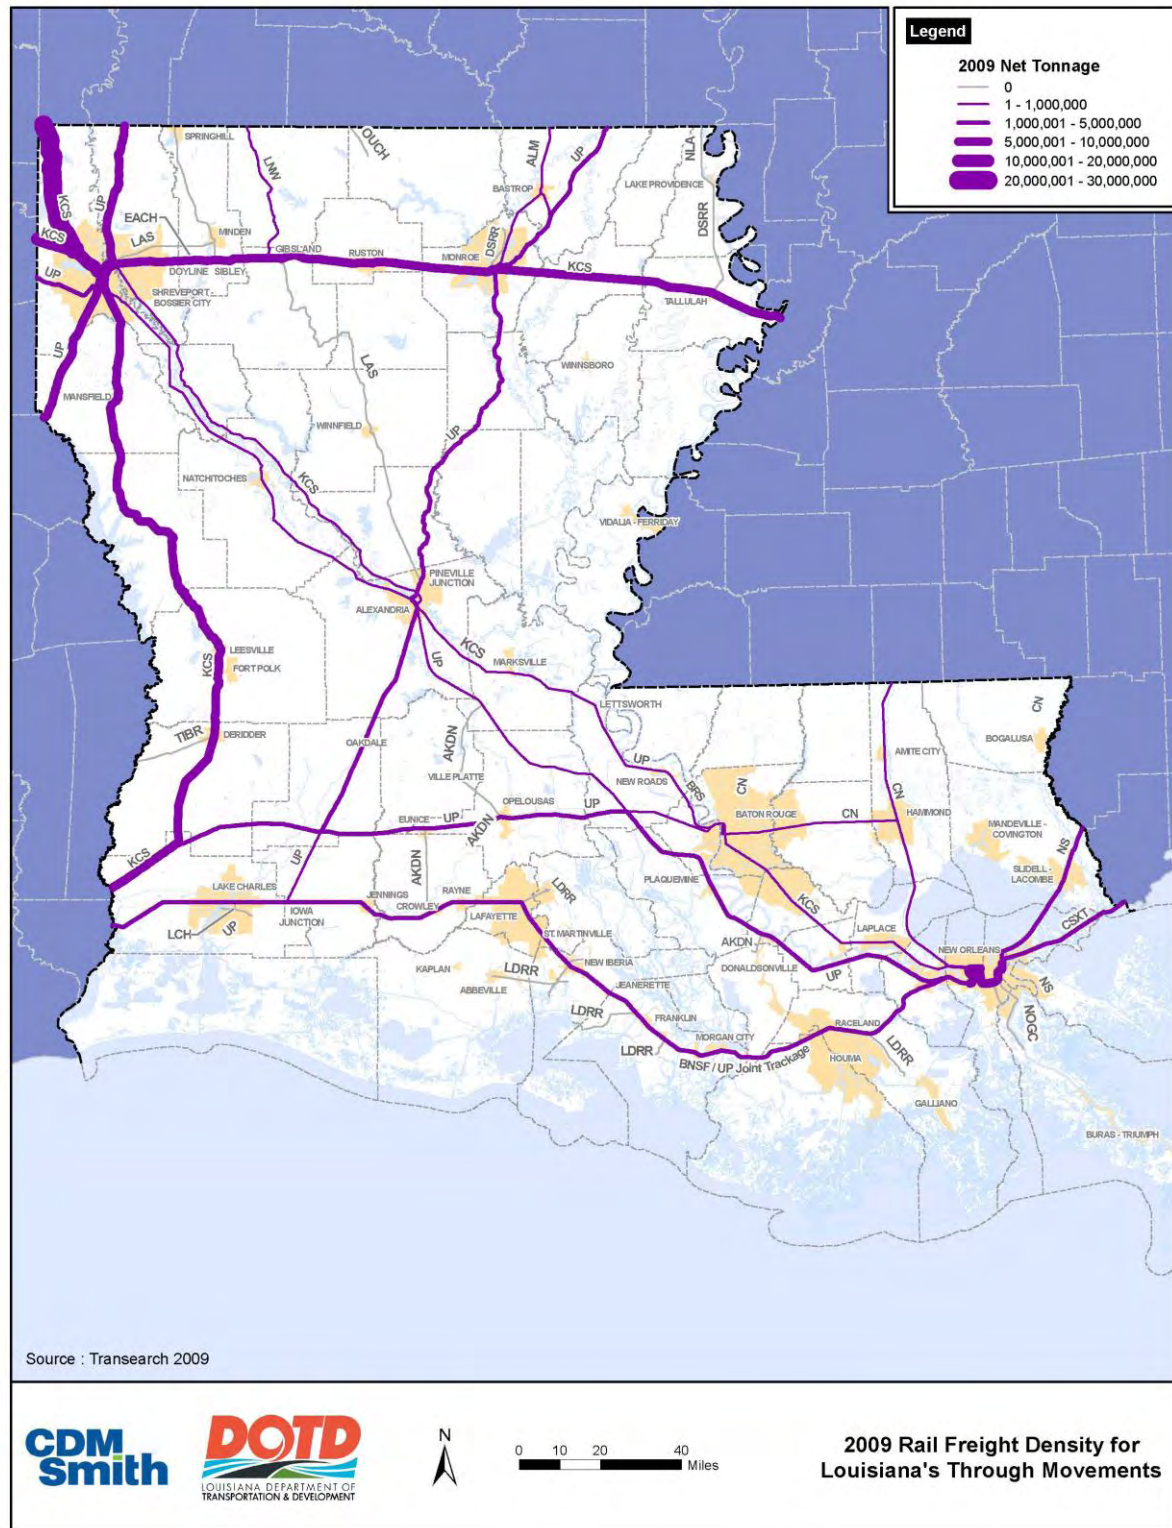 Legend
2009 Net Tonnage
0
1 - 1,000,000
1,000,001 - 5,000,000
5,000,001 - 10,000,000
10,000,001 - 20,000,000
20,000,001 - 30,000,000
SPRINGHILL
LNW
OUCH
ALM
UP
NLA
LAKE PROVIDENCE
BASTROP
KCS
UP
EACH
KCS
LAS
MINDEN
DSRR
DSRR
GIBSLAND
RUSTON
MONROE
KCS
UP
DOYLINE
SIBLEY
SHREVEPORT -
BOSSIER CITY
TALLULAH
UP
LAS
WINNSBORO
MANSFIELD
WINNFIELD
UP
NATCHITOCHES
KCS
VIDALIA - FERRIDAY
PINEVILLE
JUNCTION
ALEXANDRIA
KCS
LEESVILLE
FORT POLK
UP
KCS
MARKSVILLE
LETTSWORTH
CN
TIBR
DERIDDER
OAKDALE
AKDN
BOGALUSA
AMITE CITY
VILLE PLATTE
UP
NEW ROADS
BRS
CN
CN
OPELOUSAS
UP
BATON ROUGE
CN
HAMMOND
EUNICE
UP
AKDN
MANDEVILLE -
COVINGTON
KCS
UP
AKDN
NS
SLIDELL -
LACOMBE
LAKE CHARLES
JENNINGS
RAYNE
CROWLEY
LDRR
PLAQUEMINE
KCS
IOWA
JUNCTION
LAFAYETTE
LCH
UP
ST. MARTINVILLE
LAPLACE
CSXT
AKDN
NEW ORLEANS
KAPLAN
LDRR
NEW IBERIA
DONALDSONVILLE
UP
NS
ABBEVILLE
JEANERETTE
LDRR
FRANKLIN
RACELAND
NOGC
LDRR
MORGAN CITY
BNSF / UP Joint Trackage
HOUMA
LDRR
GALLIANO
BURAS - TRIUMPH
Source : Transearch 2009
CDM
Smith
DOTD
LOUISIANA DEPARTMENT OF
TRANSPORTATION & DEVELOPMENT
N
0 10 20 40
Miles
2009 Rail Freight Density for
Louisiana's Through Movements